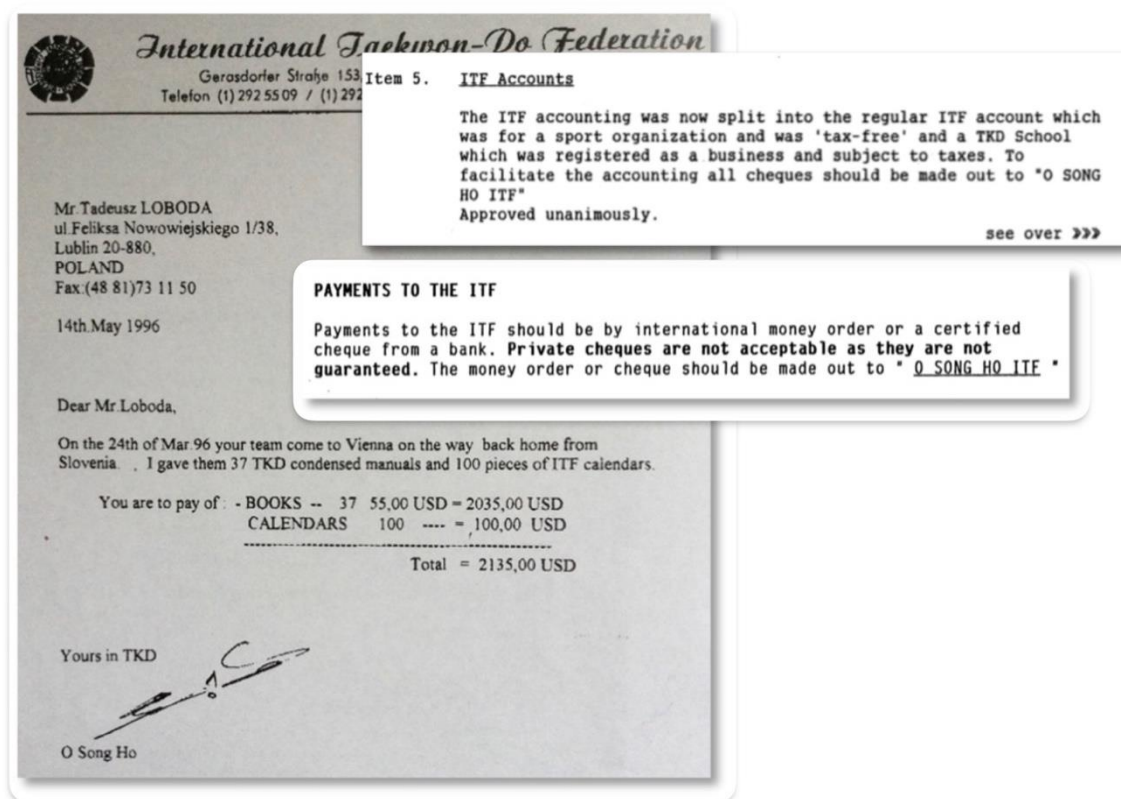 International Taekwon-Do Federation
Gerasdorfer Straße 153,
Telefon (1) 292 55 09 / (1) 292
Item 5. ITF Accounts
The ITF accounting was now split into the regular ITF account which
was for a sport organization and was 'tax-free' and a TKD School
which was registered as a business and subject to taxes. To
facilitate the accounting all cheques should be made out to "O SONG
HO ITF"
Approved unanimously.
see over >>>
Mr.Tadeusz LOBODA
ul.Feliksa Nowowiejskiego 1/38,
Lublin 20-880,
POLAND
Fax:(48 81)73 11 50
14th.May 1996
PAYMENTS TO THE ITF
Payments to the ITF should be by international money order or a certified
cheque from a bank. Private cheques are not acceptable as they are not
guaranteed. The money order or cheque should be made out to " O SONG HO ITF "
Dear Mr.Loboda,
On the 24th of Mar.96 your team come to Vienna on the way back home from
Slovenia. , I gave them 37 TKD condensed manuals and 100 pieces of ITF calendars.
You are to pay of : - BOOKS -- 37 55,00 USD = 2035,00 USD
CALENDARS 100 ---- = 100,00 USD
Total = 2135,00 USD
Yours in TKD
O Song Ho